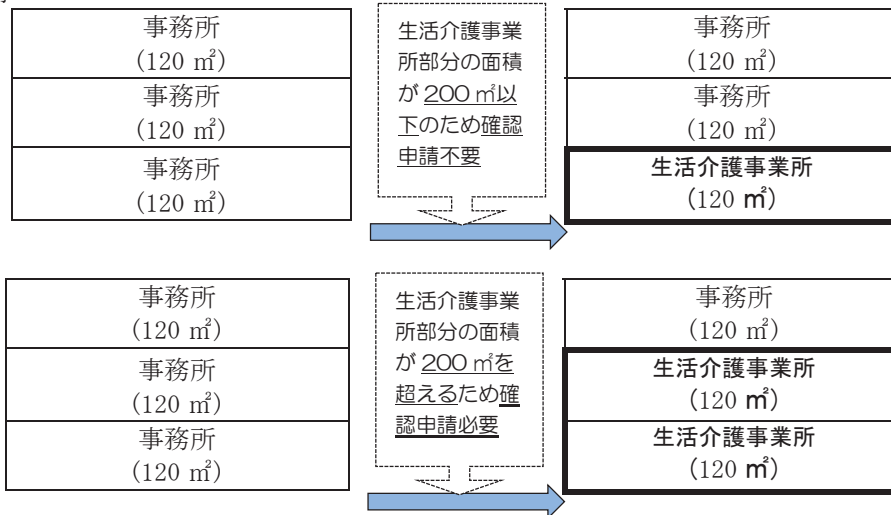 事務所
(120 ㎡)
事務所
(120 ㎡)
事務所
(120 ㎡)
生活介護事業
所部分の面積
が 200 ㎡以
下のため確認
申請不要
事務所
(120 ㎡)
事務所
(120 ㎡)
生活介護事業所
(120 ㎡)
事務所
(120 ㎡)
事務所
(120 ㎡)
事務所
(120 ㎡)
生活介護事業
所部分の面積
が 200 ㎡を
超えるため確
認申請必要
事務所
(120 ㎡)
生活介護事業所
(120 ㎡)
生活介護事業所
(120 ㎡)